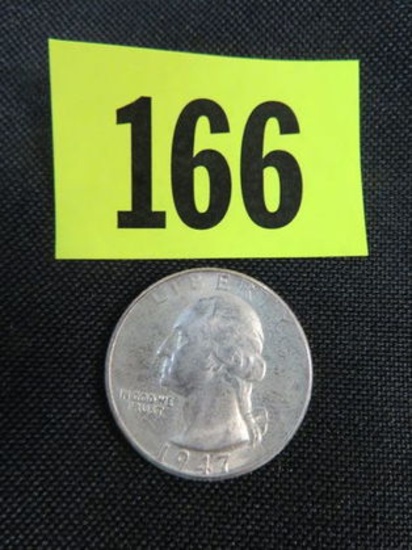 166
LIBERTY
IN GOD WE
TRUST
1947